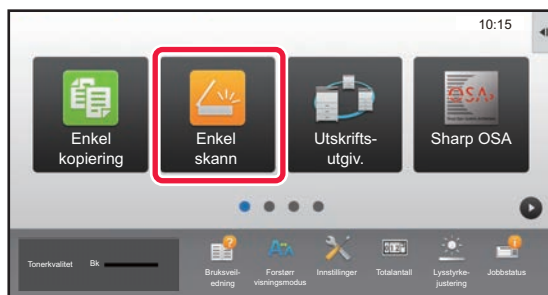 10:15
Enkel
kopiering
Enkel
skann
Utskrifts-
utgiv.
Sharp OSA
Tonerkvalitet Bk
Bruksveil-
edning
Forstørr
visningsmodus
Innstillinger
Totalantall
Lysstyrke-
justering
Jobbstatus